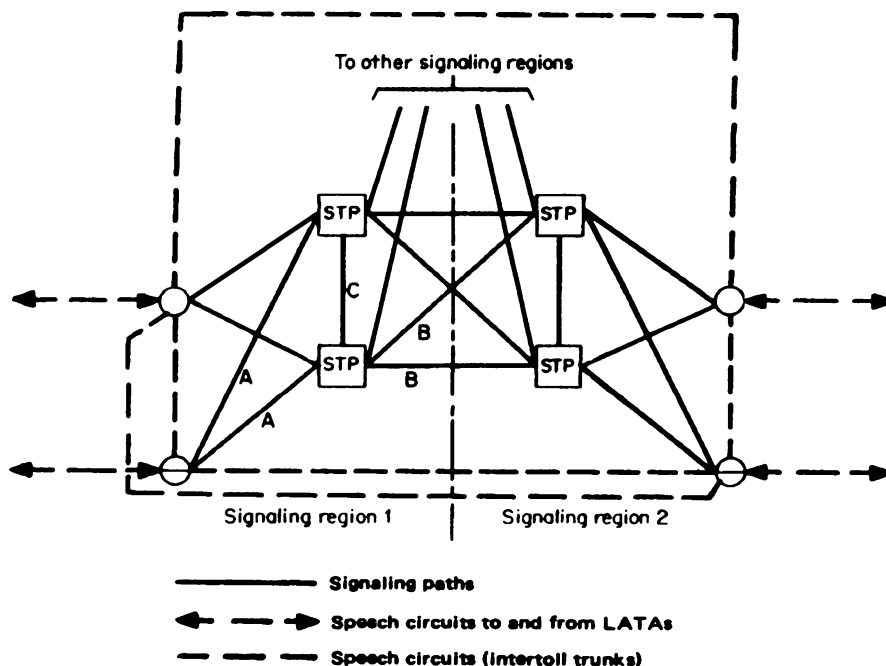 To other signaling regions
STP
STP
C
B
STP
STP
A
B
A
Signaling region 1
Signaling region 2
Signaling paths
Speech circuits to and from LATAs
Speech circuits (intertoll trunks)